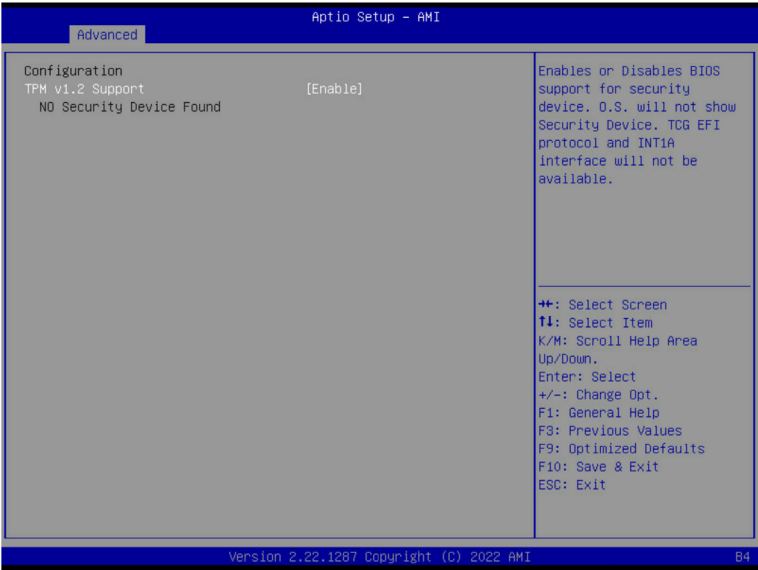 Aptio Setup – AMI
Advanced
Configuration
TPM v1.2 Support [Enable]
NO Security Device Found
Enables or Disables BIOS
support for security
device. O.S. will not show
Security Device. TCG EFI
protocol and INT1A
interface will not be
available.
→←: Select Screen
↑↓: Select Item
K/M: Scroll Help Area
Up/Down.
Enter: Select
+/-: Change Opt.
F1: General Help
F3: Previous Values
F9: Optimized Defaults
F10: Save & Exit
ESC: Exit
Version 2.22.1287 Copyright (C) 2022 AMI
B4